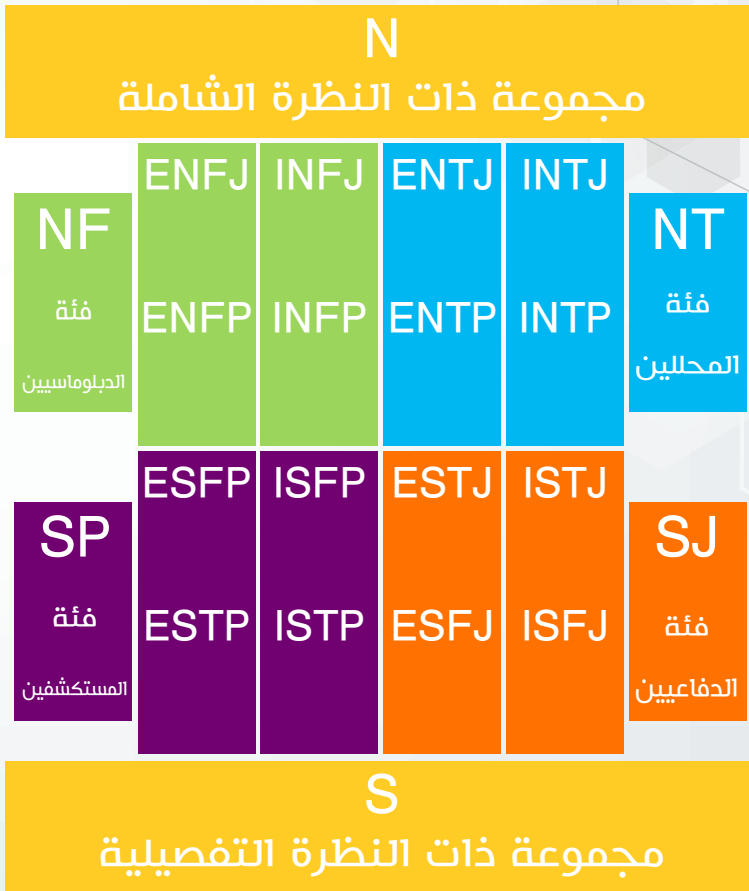 N
مجموعة ذات النظرة الشاملة
ENFJ INFJ ENTJ INTJ
NF
NT
فئة
فئة
ENFP INFP ENTP INTP
الدبلوماسيين
المحللين
ESFP ISFP ESTJ ISTJ
SP
SJ
فئة
فئة
ESTP ISTP ESFJ ISFJ
المستكشفين
الدفاعيين
S
مجموعة ذات النظرة التفصيلية